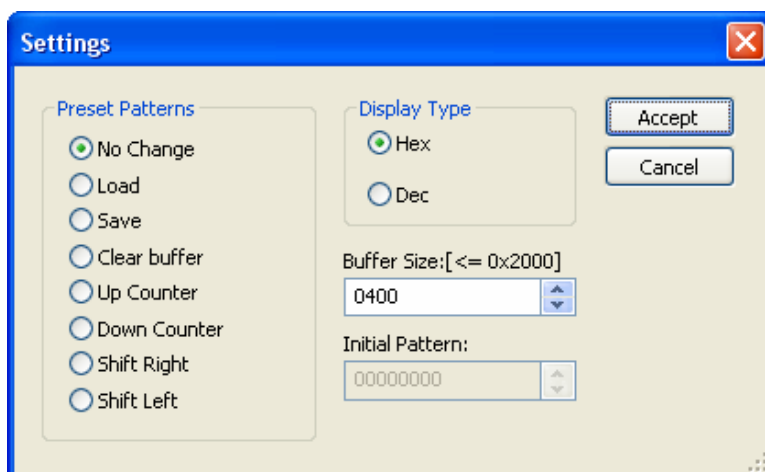 Settings
Preset Patterns
No Change
Load
Save
Clear buffer
Up Counter
Down Counter
Shift Right
Shift Left
Display Type
Hex
Dec
Buffer Size:[<= 0x2000]
0400
Initial Pattern:
00000000
Accept
Cancel